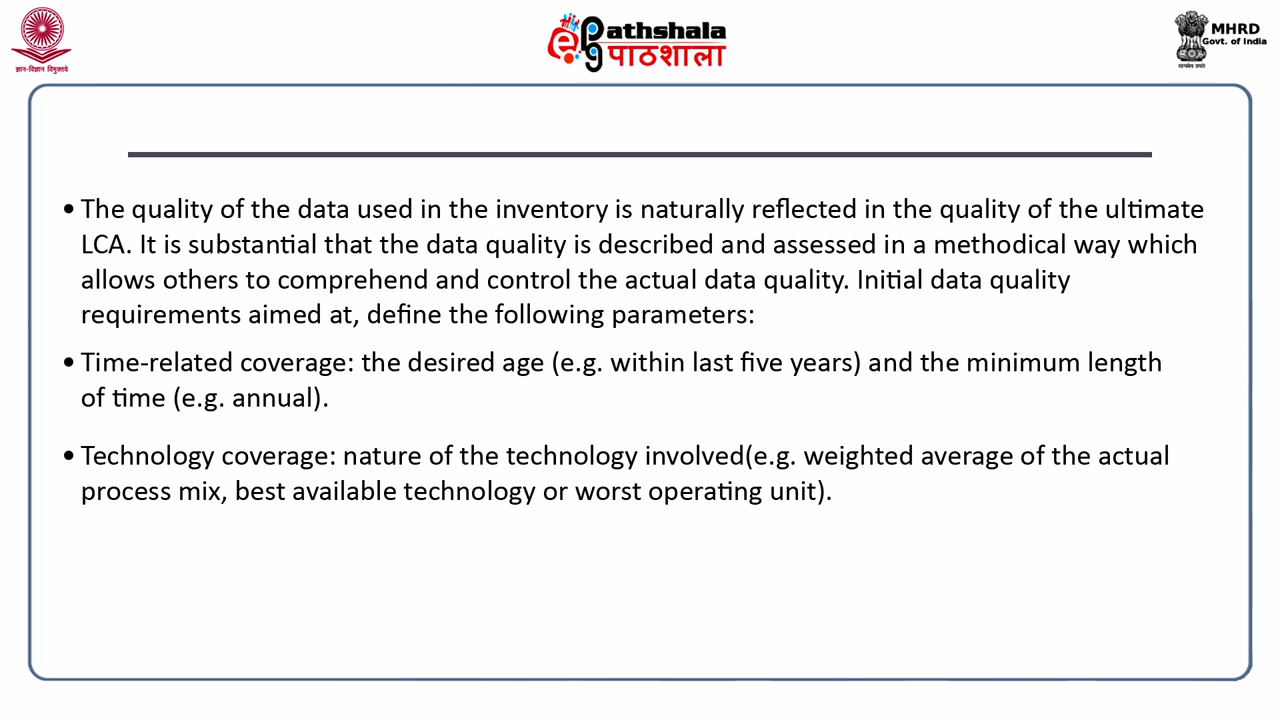 ज्ञान-विज्ञान विमुक्तये
epg
athshala
पाठशाला
MHRD
Govt. of India
सत्यमेव जयते
• The quality of the data used in the inventory is naturally reflected in the quality of the ultimate
LCA. It is substantial that the data quality is described and assessed in a methodical way which
allows others to comprehend and control the actual data quality. Initial data quality
requirements aimed at, define the following parameters:
• Time-related coverage: the desired age (e.g. within last five years) and the minimum length
of time (e.g. annual).
• Technology coverage: nature of the technology involved(e.g. weighted average of the actual
process mix, best available technology or worst operating unit).